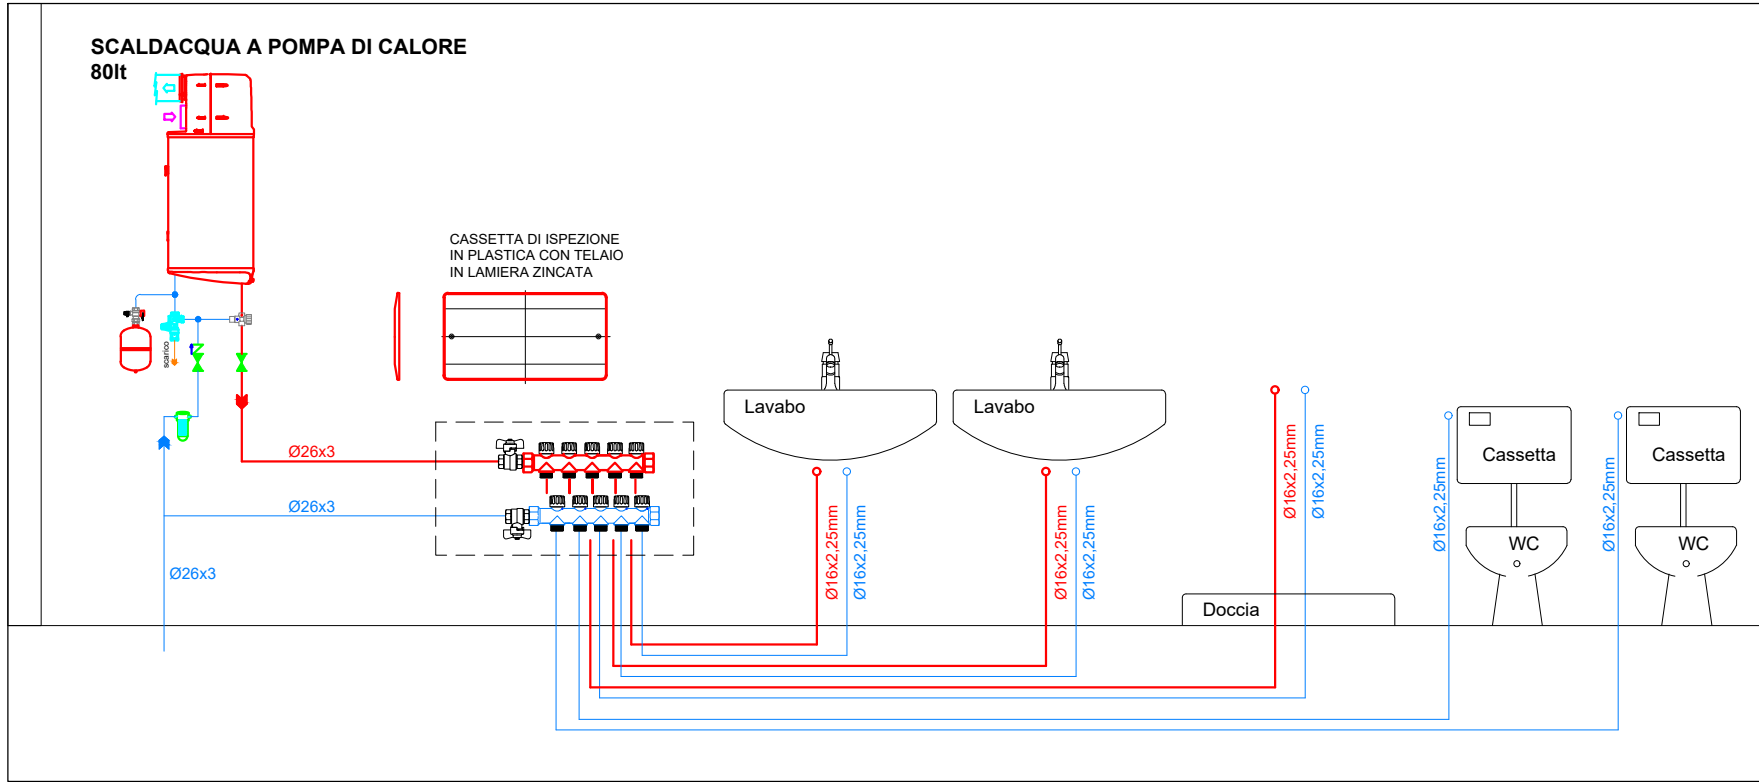 SCALDACQUA A POMPA DI CALORE
80lt
CASSETTA DI ISPEZIONE
IN PLASTICA CON TELAIO
IN LAMIERA ZINCATA
scarico
Ø26x3
Ø26x3
Ø26x3
Lavabo
Lavabo
Doccia
Cassetta
Cassetta
WC
WC
Ø16x2,25mm
Ø16x2,25mm
Ø16x2,25mm
Ø16x2,25mm
Ø16x2,25mm
Ø16x2,25mm
Ø16x2,25mm
Ø16x2,25mm